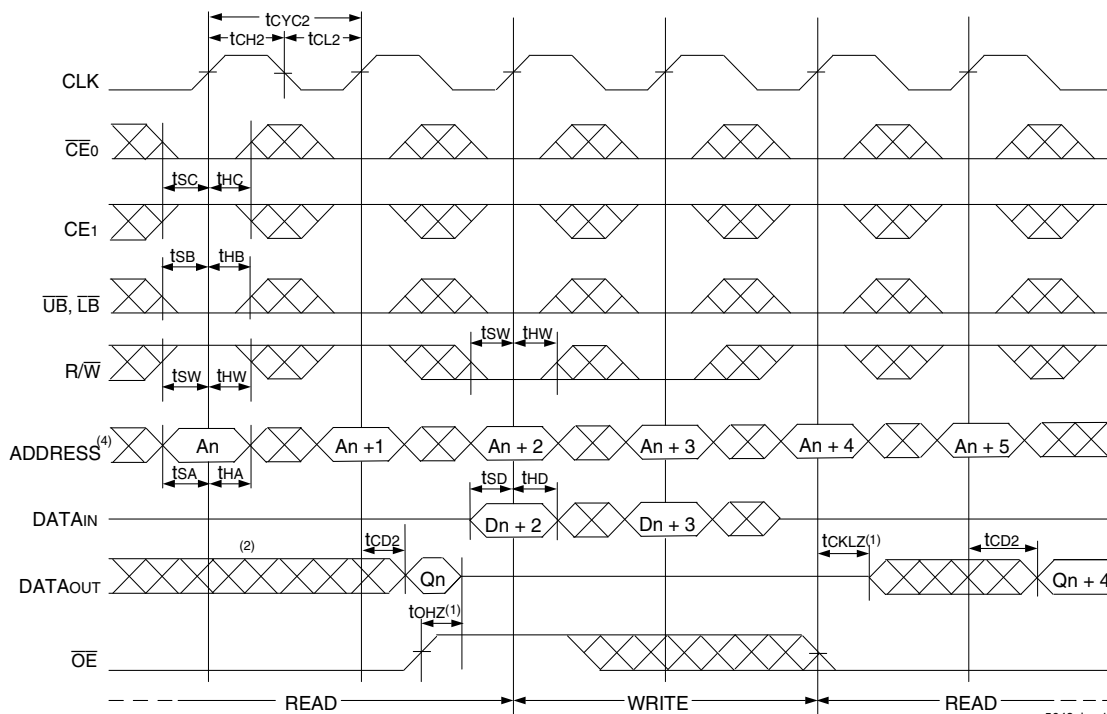 tCYC2
tCH2 tCL2
CLK
CE0
tSC tHC
CE1
tSB tHB
UB, LB
tSW tHW
R/W
tSW tHW
ADDRESS(4) An An +1 An + 2 An + 3 An + 4 An + 5
tSA tHA
tSD tHD
DATAIN Dn + 2 Dn + 3
(2) tCD2 tCKLZ(1) tCD2
DATAOUT Qn Qn + 4
tOHZ(1)
OE
READ WRITE READ